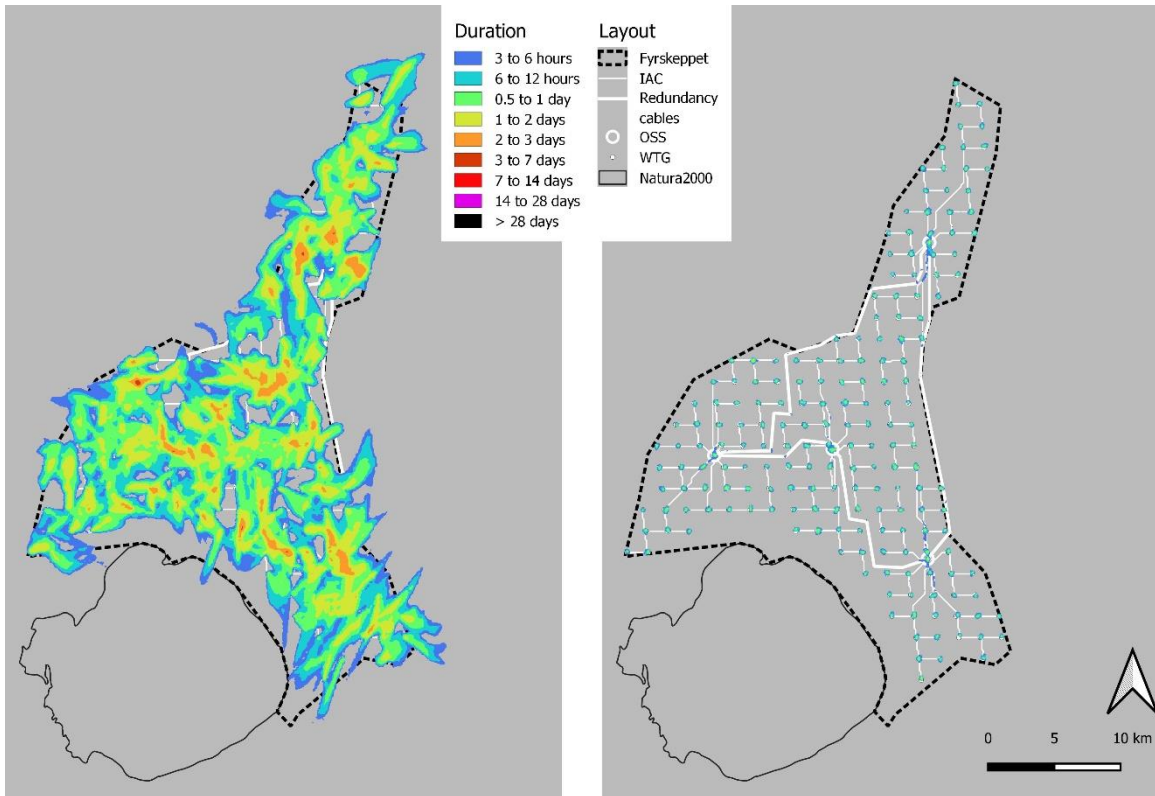 Duration
3 to 6 hours
6 to 12 hours
0.5 to 1 day
1 to 2 days
2 to 3 days
3 to 7 days
7 to 14 days
14 to 28 days
> 28 days
Layout
Fyrskeppet
IAC
Redundancy
cables
OSS
WTG
Natura2000
0 5 10 km